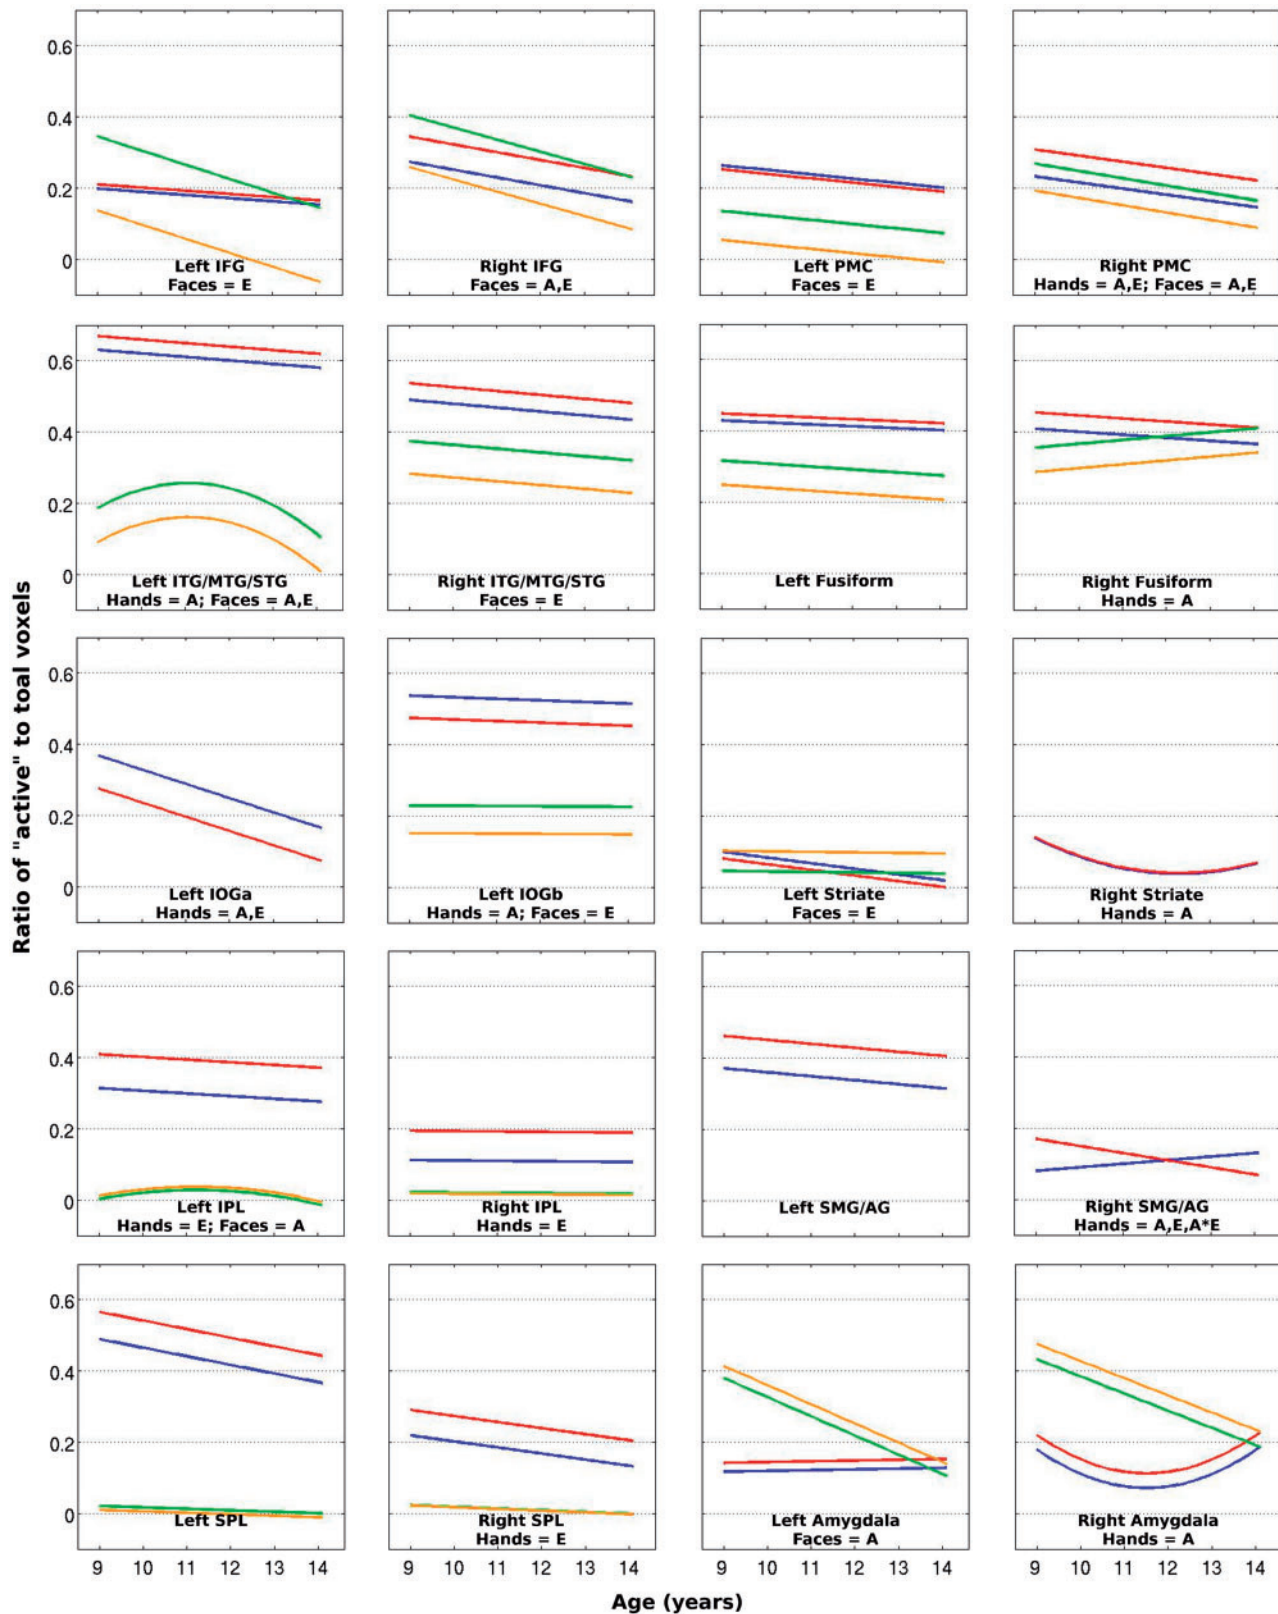 Ratio of "active" to toal voxels
0.6
0.4
0.2
0
Left IFG
Faces = E
Right IFG
Faces = A,E
Left PMC
Faces = E
Right PMC
Hands = A,E; Faces = A,E
0.6
0.4
0.2
0
Left ITG/MTG/STG
Hands = A; Faces = A,E
Right ITG/MTG/STG
Faces = E
Left Fusiform
Right Fusiform
Hands = A
0.6
0.4
0.2
0
Left IOGa
Hands = A,E
Left IOGb
Hands = A; Faces = E
Left Striate
Faces = E
Right Striate
Hands = A
0.6
0.4
0.2
0
Left IPL
Hands = E; Faces = A
Right IPL
Hands = E
Left SMG/AG
Right SMG/AG
Hands = A,E,A*E
0.6
0.4
0.2
0
Left SPL
Right SPL
Hands = E
Left Amygdala
Faces = A
Right Amygdala
Hands = A
9 10 11 12 13 14
9 10 11 12 13 14
9 10 11 12 13 14
9 10 11 12 13 14
Age (years)